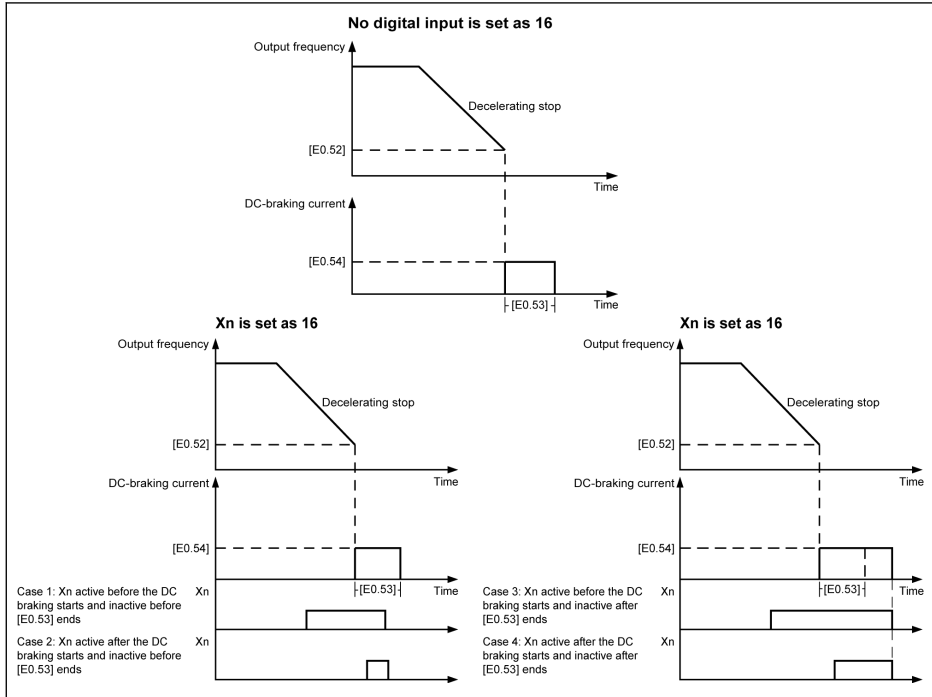 No digital input is set as 16
Output frequency
Decelerating stop
[E0.52]
Time
DC-braking current
[E0.54]
[E0.53]
Time
Xn is set as 16
Output frequency
Decelerating stop
[E0.52]
Time
DC-braking current
[E0.54]
[E0.53]
Time
Case 1: Xn active before the DC
braking starts and inactive before
[E0.53] ends
Xn
Case 2: Xn active after the DC
braking starts and inactive before
[E0.53] ends
Xn
Xn is set as 16
Output frequency
Decelerating stop
[E0.52]
Time
DC-braking current
[E0.54]
[E0.53]
Time
Case 3: Xn active before the DC
braking starts and inactive after
[E0.53] ends
Xn
Case 4: Xn active after the DC
braking starts and inactive after
[E0.53] ends
Xn